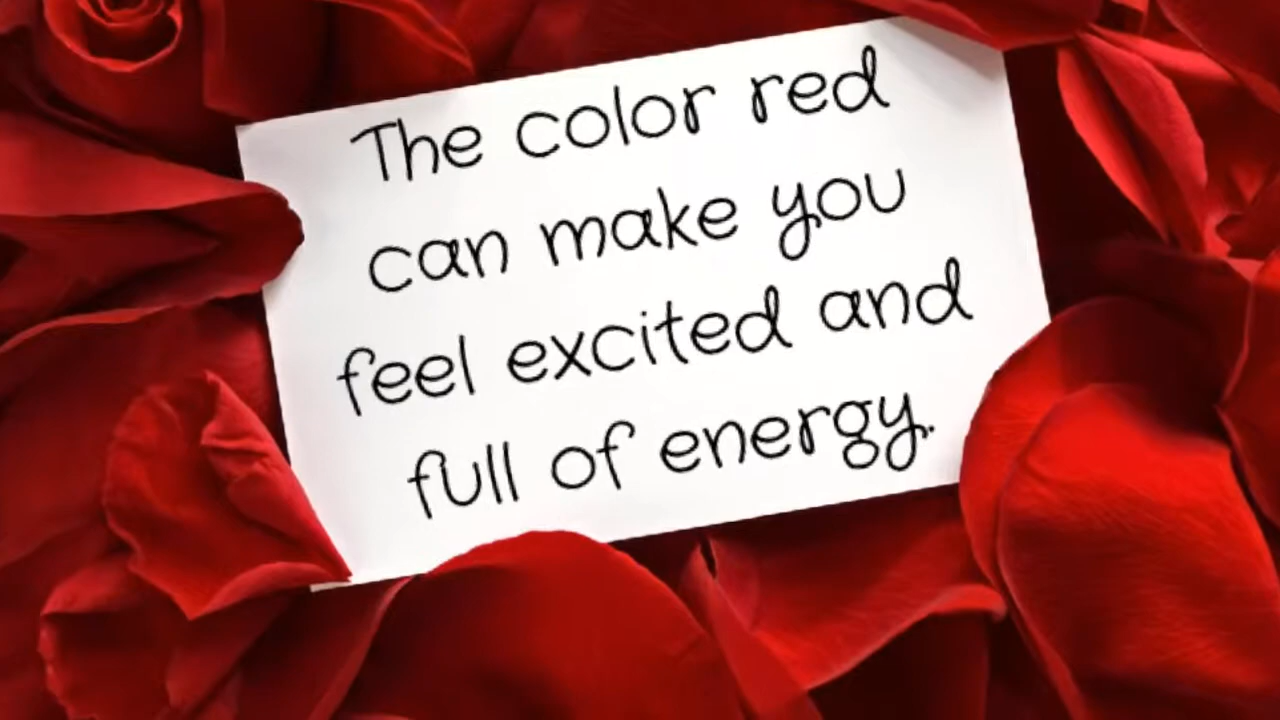 The color red
can make you
feel excited and
full of energy.